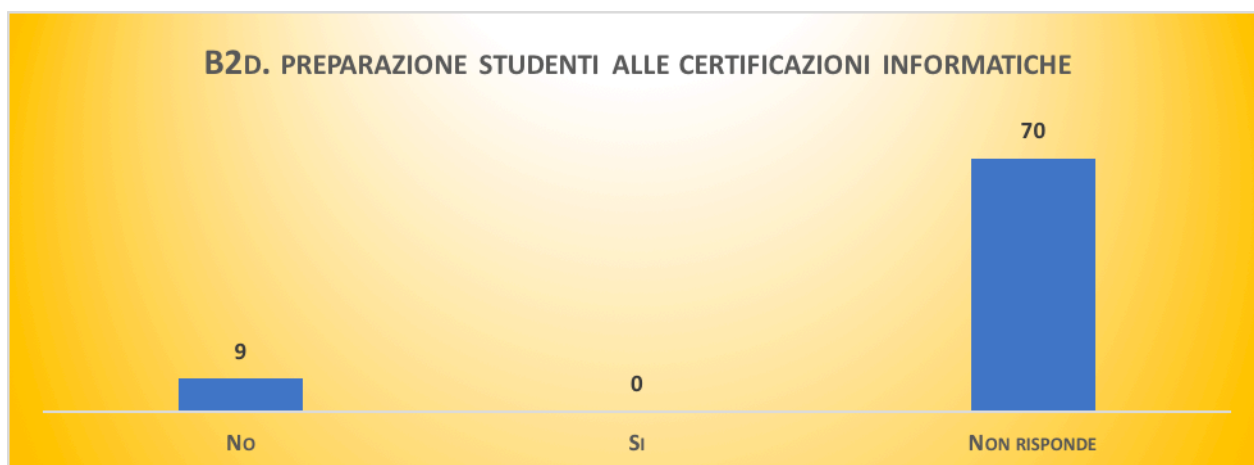 B2D. PREPARAZIONE STUDENTI ALLE CERTIFICAZIONI INFORMATICHE
70
9
0
NO
SI
NON RISPONDE